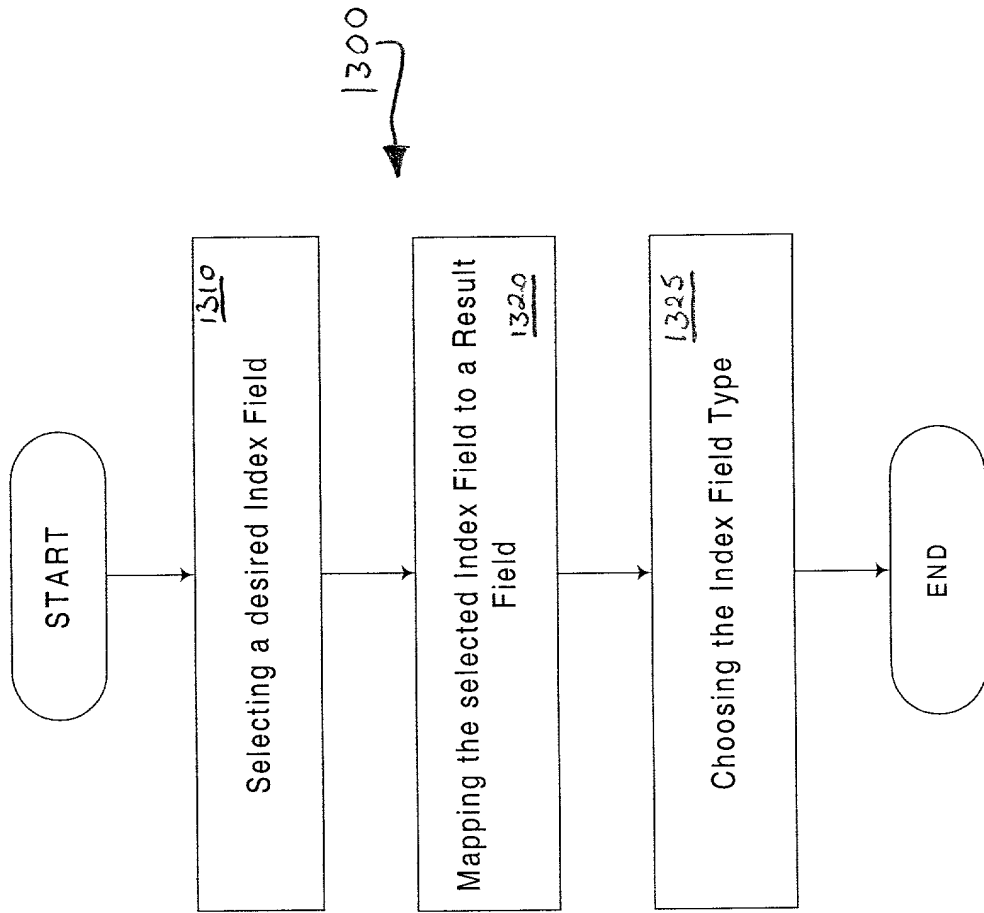 1300
START
1310
Selecting a desired Index Field
Mapping the selected Index Field to a Result
Field
1320
1325
Choosing the Index Field Type
END